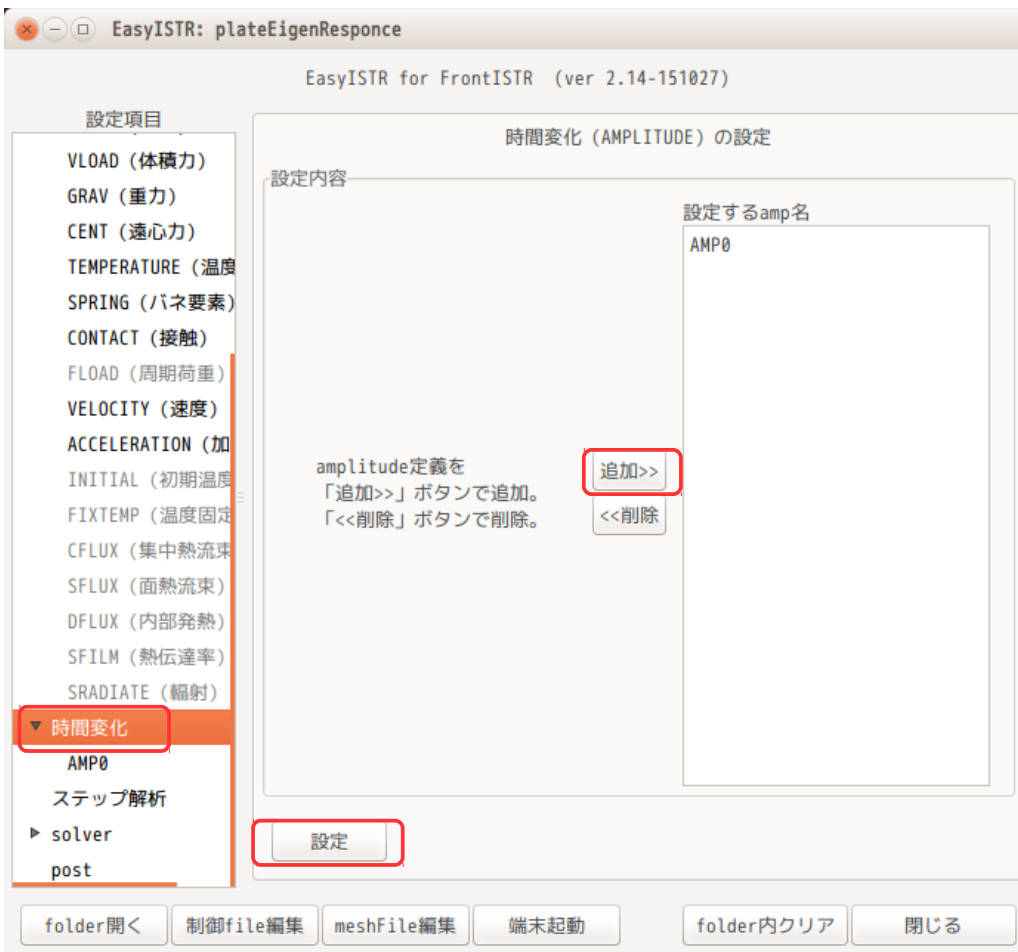 EasyISTR: plateEigenResponce
EasyISTR for FrontISTR (ver 2.14-151027)
設定項目
VLOAD (体積力)
GRAV (重力)
CENT (遠心力)
TEMPERATURE (温度
SPRING (バネ要素)
CONTACT (接触)
FLOAD (周期荷重)
VELOCITY (速度)
ACCELERATION (加
INITIAL (初期温度
FIXTEMP (温度固定
CFLUX (集中熱流束
SFLUX (面熱流束)
DFLUX (内部発熱)
SFILM (熱伝達率)
SRADIATE (輻射)
時間変化
AMP0
ステップ解析
solver
post
時間変化 (AMPLITUDE) の設定
設定内容
amplitude定義を
「追加>>」ボタンで追加。
「<<削除」ボタンで削除。
追加>>
<<削除
設定するamp名
AMP0
設定
folder開く
制御file編集
meshFile編集
端末起動
folder内クリア
閉じる